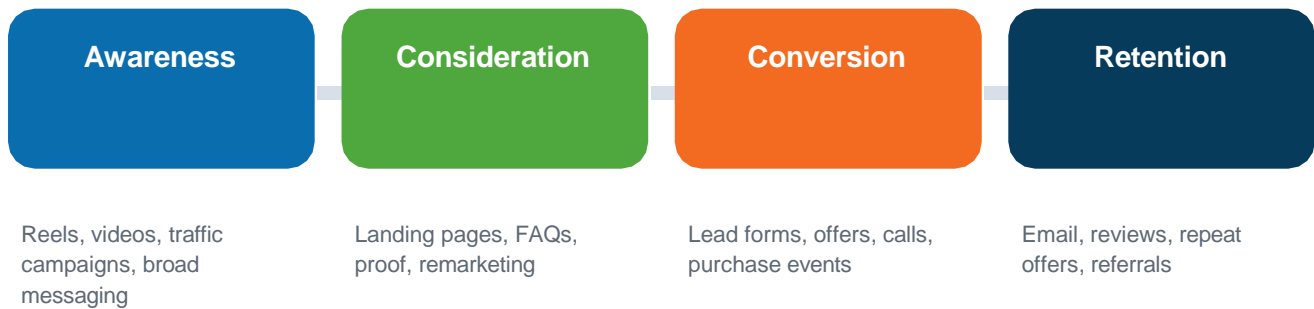 Awareness
Consideration
Conversion
Retention
Reels, videos, traffic
campaigns, broad
messaging
Landing pages, FAQs,
proof, remarketing
Lead forms, offers, calls,
purchase events
Email, reviews, repeat
offers, referrals